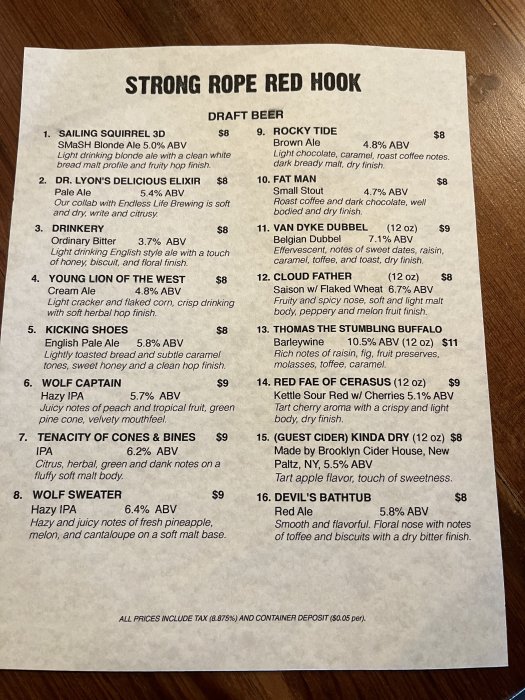 STRONG ROPE RED HOOK
DRAFT BEER
1. SAILING SQUIRREL 3D $8
SMaSH Blonde Ale 5.0% ABV
Light drinking blonde ale with a clean white
bread malt profile and fruity hop finish.
2. DR. LYON'S DELICIOUS ELIXIR $8
Pale Ale 5.4% ABV
Our collab with Endless Life Brewing is soft
and dry, write and citrusy.
3. DRINKERY $8
Ordinary Bitter 3.7% ABV
Light drinking English style ale with a touch
of honey, biscuit, and floral finish.
4. YOUNG LION OF THE WEST $8
Cream Ale 4.8% ABV
Light cracker and flaked corn, crisp drinking
with soft herbal hop finish.
5. KICKING SHOES $8
English Pale Ale 5.8% ABV
Lightly toasted bread and subtle caramel
tones, sweet honey and a clean hop finish.
6. WOLF CAPTAIN $9
Hazy IPA 5.7% ABV
Juicy notes of peach and tropical fruit, green
pine cone, velvety mouthfeel.
7. TENACITY OF CONES & BINES $9
IPA 6.2% ABV
Citrus, herbal, green and dank notes on a
fluffy soft malt body.
8. WOLF SWEATER $9
Hazy IPA 6.4% ABV
Hazy and juicy notes of fresh pineapple,
melon, and cantaloupe on a soft malt base.
9. ROCKY TIDE $8
Brown Ale 4.8% ABV
Light chocolate, caramel, roast coffee notes,
dark bready malt, dry finish.
10. FAT MAN $8
Small Stout 4.7% ABV
Roast coffee and dark chocolate, well
bodied and dry finish.
11. VAN DYKE DUBBEL (12 oz) $9
Belgian Dubbel 7.1% ABV
Effervescent, notes of sweet dates, raisin,
caramel, toffee, and toast, dry finish.
12. CLOUD FATHER (12 oz) $8
Saison w/ Flaked Wheat 6.7% ABV
Fruity and spicy nose, soft and light malt
body, peppery and melon fruit finish.
13. THOMAS THE STUMBLING BUFFALO
Barleywine 10.5% ABV (12 oz) $11
Rich notes of raisin, fig, fruit preserves,
molasses, toffee, caramel.
14. RED FAE OF CERASUS (12 oz) $9
Kettle Sour Red w/ Cherries 5.1% ABV
Tart cherry aroma with a crispy and light
body, dry finish.
15. (GUEST CIDER) KINDA DRY (12 oz) $8
Made by Brooklyn Cider House, New
Paltz, NY, 5.5% ABV
Tart apple flavor, touch of sweetness.
16. DEVIL'S BATHTUB $8
Red Ale 5.8% ABV
Smooth and flavorful. Floral nose with notes
of toffee and biscuits with a dry bitter finish.
ALL PRICES INCLUDE TAX (8.875%) AND CONTAINER DEPOSIT ($0.05 per).